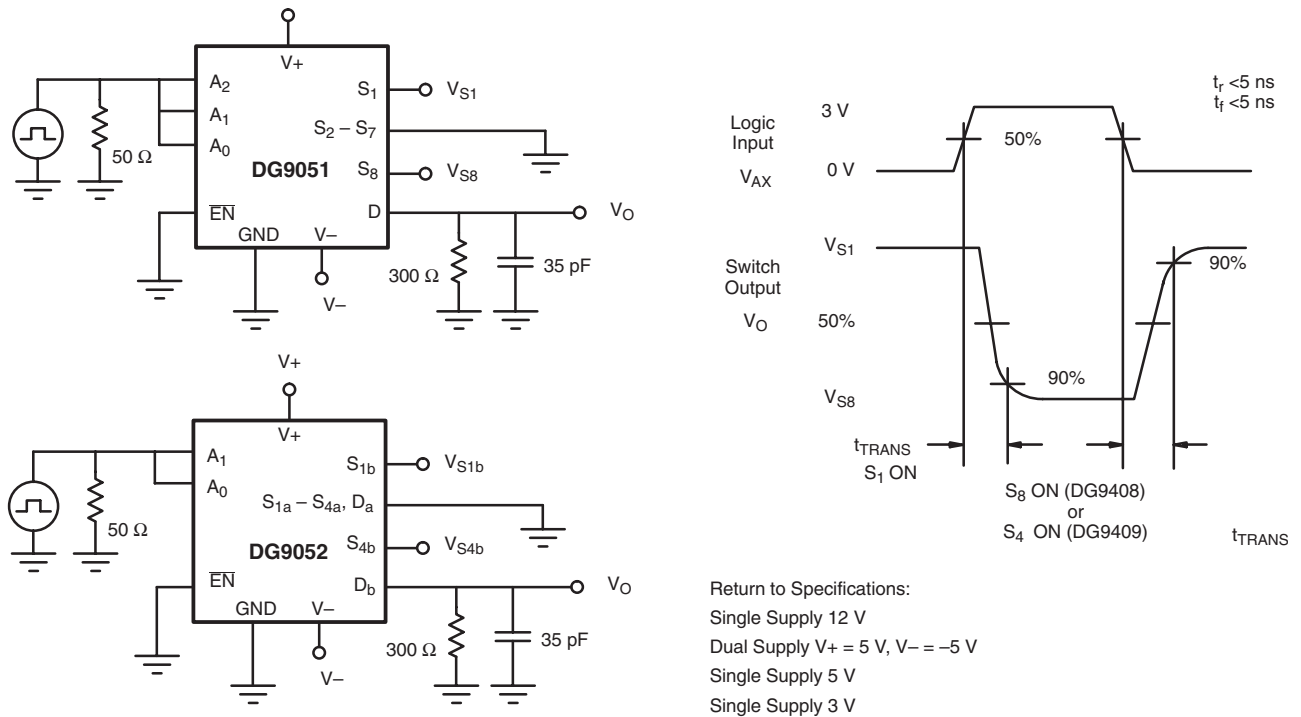 V+
A2
A1
A0
50 Ω
S1
VS1
S2 – S7
DG9051
S8
VS8
EN
D
VO
GND
V–
300 Ω
35 pF
V–
V+
V+
A1
A0
50 Ω
S1b
VS1b
S1a – S4a, Da
DG9052
S4b
VS4b
EN
Db
VO
GND
V–
300 Ω
35 pF
V–
tr <5 ns
tf <5 ns
Logic
Input
VAX
3 V
50%
0 V
VS1
Switch
Output
VO
50%
90%
90%
VS8
tTRANS
S1 ON
S8 ON (DG9408)
or
S4 ON (DG9409)
tTRANS
Return to Specifications:
Single Supply 12 V
Dual Supply V+ = 5 V, V– = –5 V
Single Supply 5 V
Single Supply 3 V